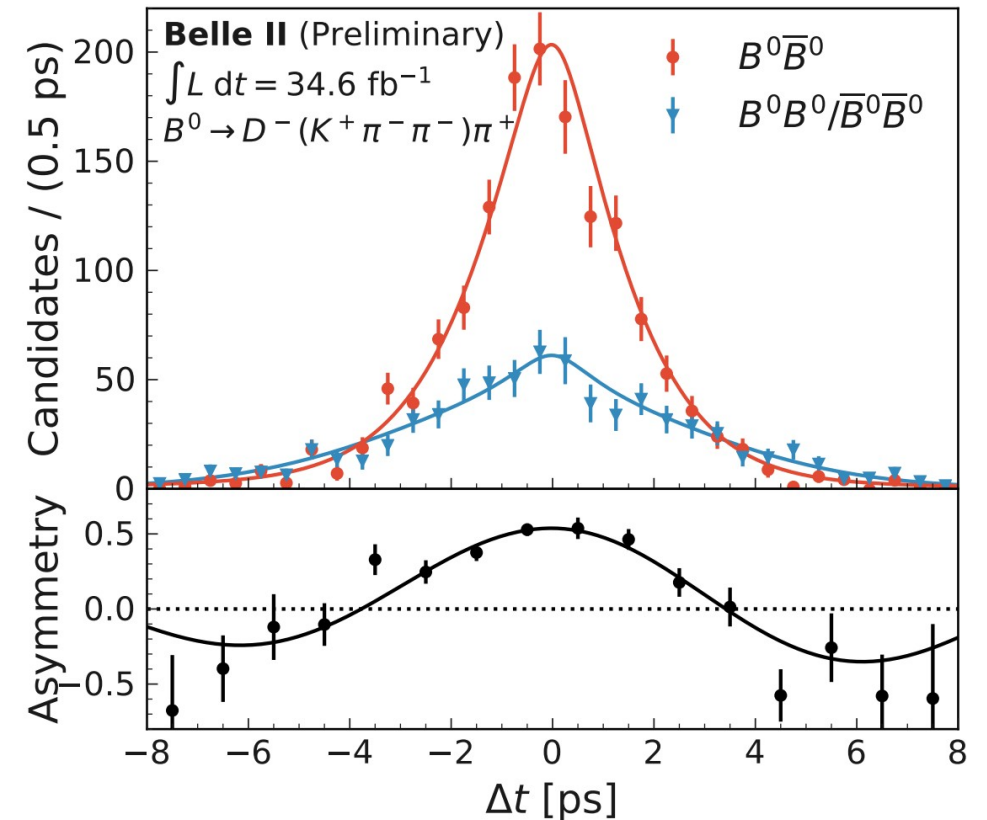 Belle II (Preliminary)
∫L dt = 34.6 fb⁻¹
B⁰ → D⁻(K⁺π⁻π⁻)π⁺
B⁰B̅⁰
B⁰B⁰/B̅⁰B̅⁰
Candidates / (0.5 ps)
200
150
100
50
0
Asymmetry
0.5
0.0
−0.5
−8 −6 −4 −2 0 2 4 6 8
Δt [ps]